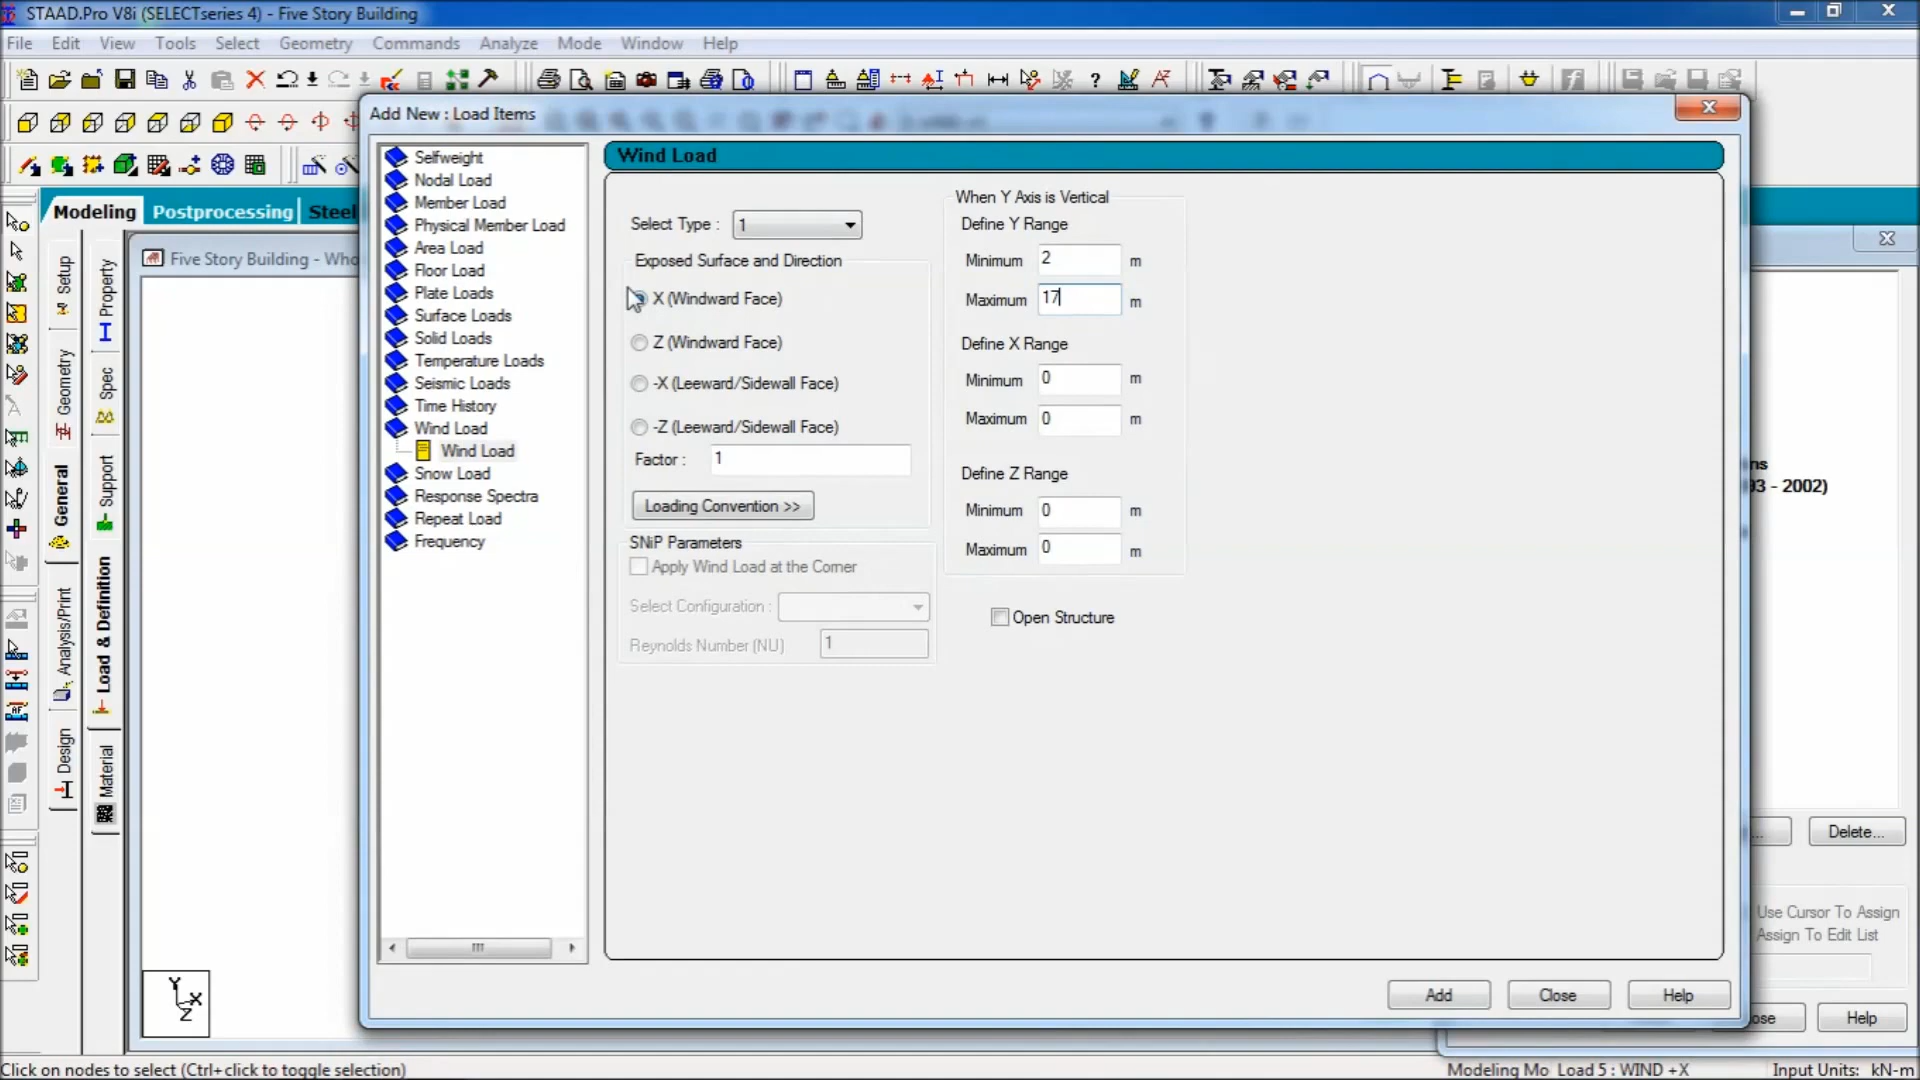 STAAD.Pro V8i (SELECTseries 4) - Five Story Building
File Edit View Tools Select Geometry Commands Analyze Mode Window Help
Add New : Load Items
Modeling Postprocessing Steel
Five Story Building - Who
Setup
Geometry
General
Analysis/Print
Design
Property
Spec
Support
Load & Definition
Material
Selfweight
Nodal Load
Member Load
Physical Member Load
Area Load
Floor Load
Plate Loads
Surface Loads
Solid Loads
Temperature Loads
Seismic Loads
Time History
Wind Load
Wind Load
Snow Load
Response Spectra
Repeat Load
Frequency
Wind Load
Select Type : 1
Exposed Surface and Direction
X (Windward Face)
Z (Windward Face)
-X (Leeward/Sidewall Face)
-Z (Leeward/Sidewall Face)
Factor : 1
Loading Convention >>
SNiP Parameters
Apply Wind Load at the Corner
Select Configuration :
Reynolds Number (NU) 1
When Y Axis is Vertical
Define Y Range
Minimum 2 m
Maximum 17 m
Define X Range
Minimum 0 m
Maximum 0 m
Define Z Range
Minimum 0 m
Maximum 0 m
Open Structure
Add Close Help
ns
93 - 2002)
... Delete...
Use Cursor To Assign
Assign To Edit List
ose Help
Y
X
Z
Click on nodes to select (Ctrl+click to toggle selection)
Modeling Mo Load 5 : WIND +X Input Units: kN-m